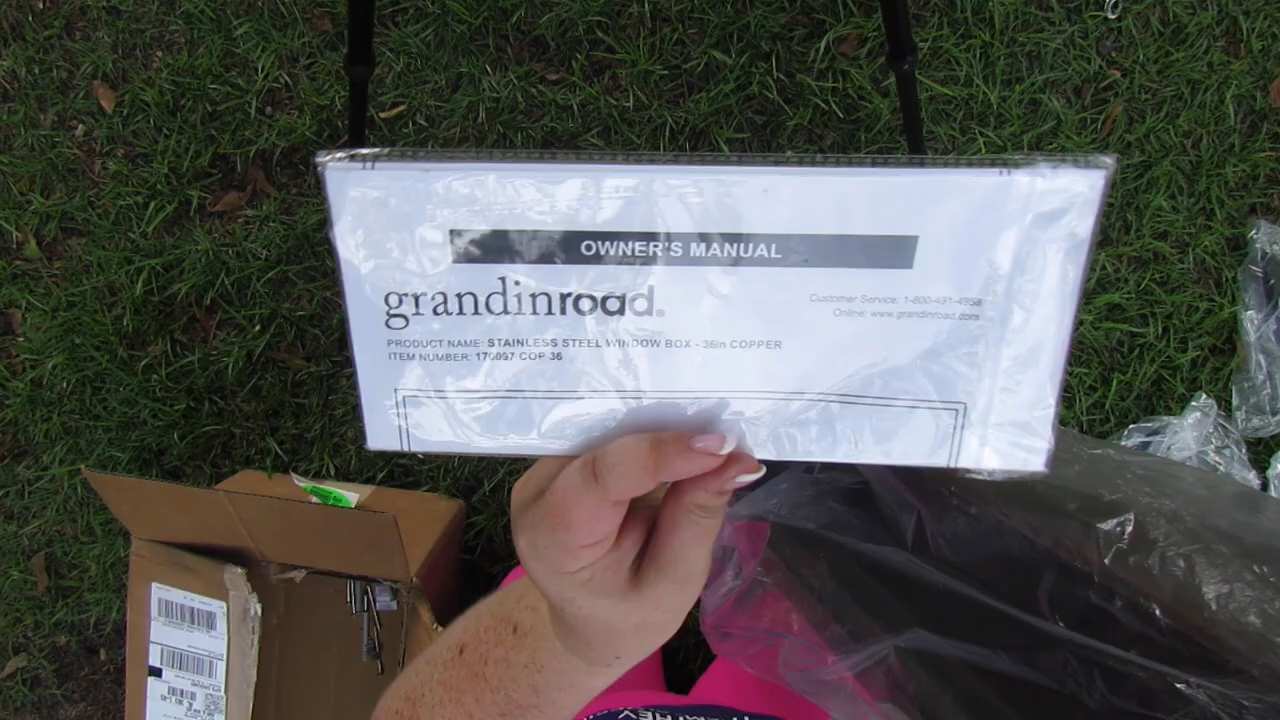 OWNER'S MANUAL
grandinroad®
Customer Service: 1-800-491-4958
Online: www.grandinroad.com
PRODUCT NAME: STAINLESS STEEL WINDOW BOX - 36in COPPER
ITEM NUMBER: 170097 COP 36